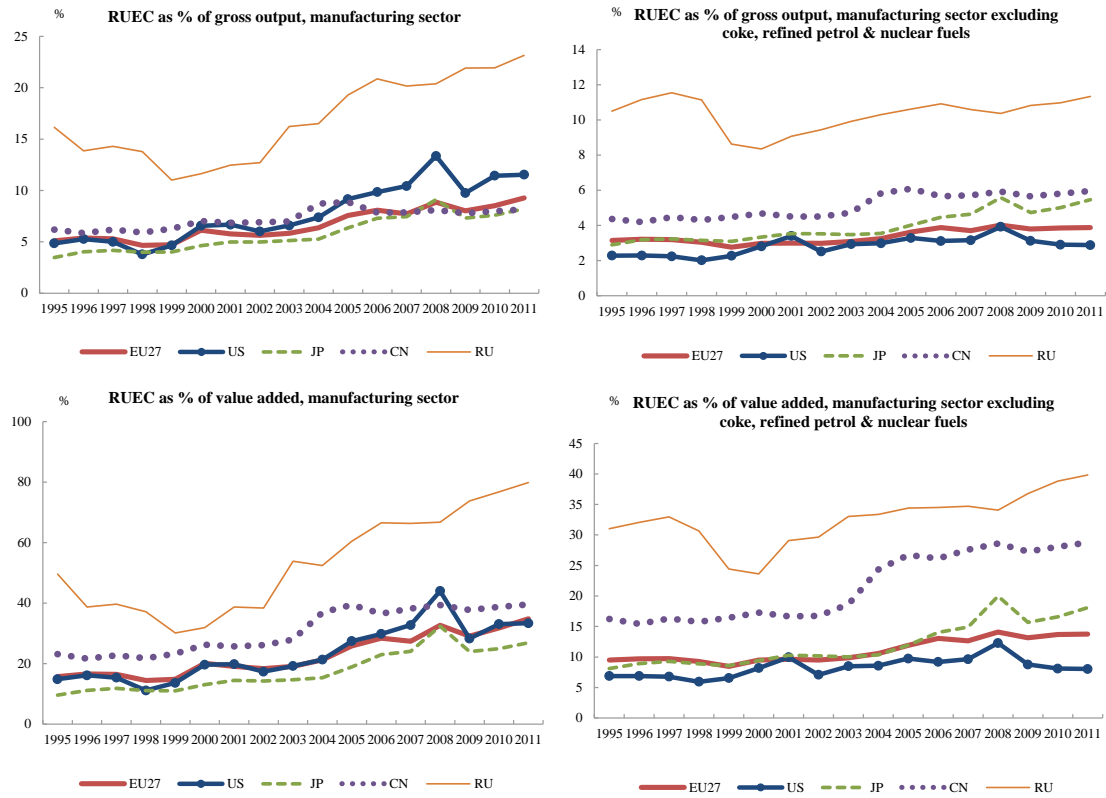 %
RUEC as % of gross output, manufacturing sector
25
20
15
10
5
0
1995 1996 1997 1998 1999 2000 2001 2002 2003 2004 2005 2006 2007 2008 2009 2010 2011
EU27 US JP CN RU
%
RUEC as % of gross output, manufacturing sector excluding
coke, refined petrol & nuclear fuels
14
12
10
8
6
4
2
0
1995 1996 1997 1998 1999 2000 2001 2002 2003 2004 2005 2006 2007 2008 2009 2010 2011
EU27 US JP CN RU
%
RUEC as % of value added, manufacturing sector
100
80
60
40
20
0
1995 1996 1997 1998 1999 2000 2001 2002 2003 2004 2005 2006 2007 2008 2009 2010 2011
EU27 US JP CN RU
%
RUEC as % of value added, manufacturing sector excluding
coke, refined petrol & nuclear fuels
45
40
35
30
25
20
15
10
5
0
1995 1996 1997 1998 1999 2000 2001 2002 2003 2004 2005 2006 2007 2008 2009 2010 2011
EU27 US JP CN RU